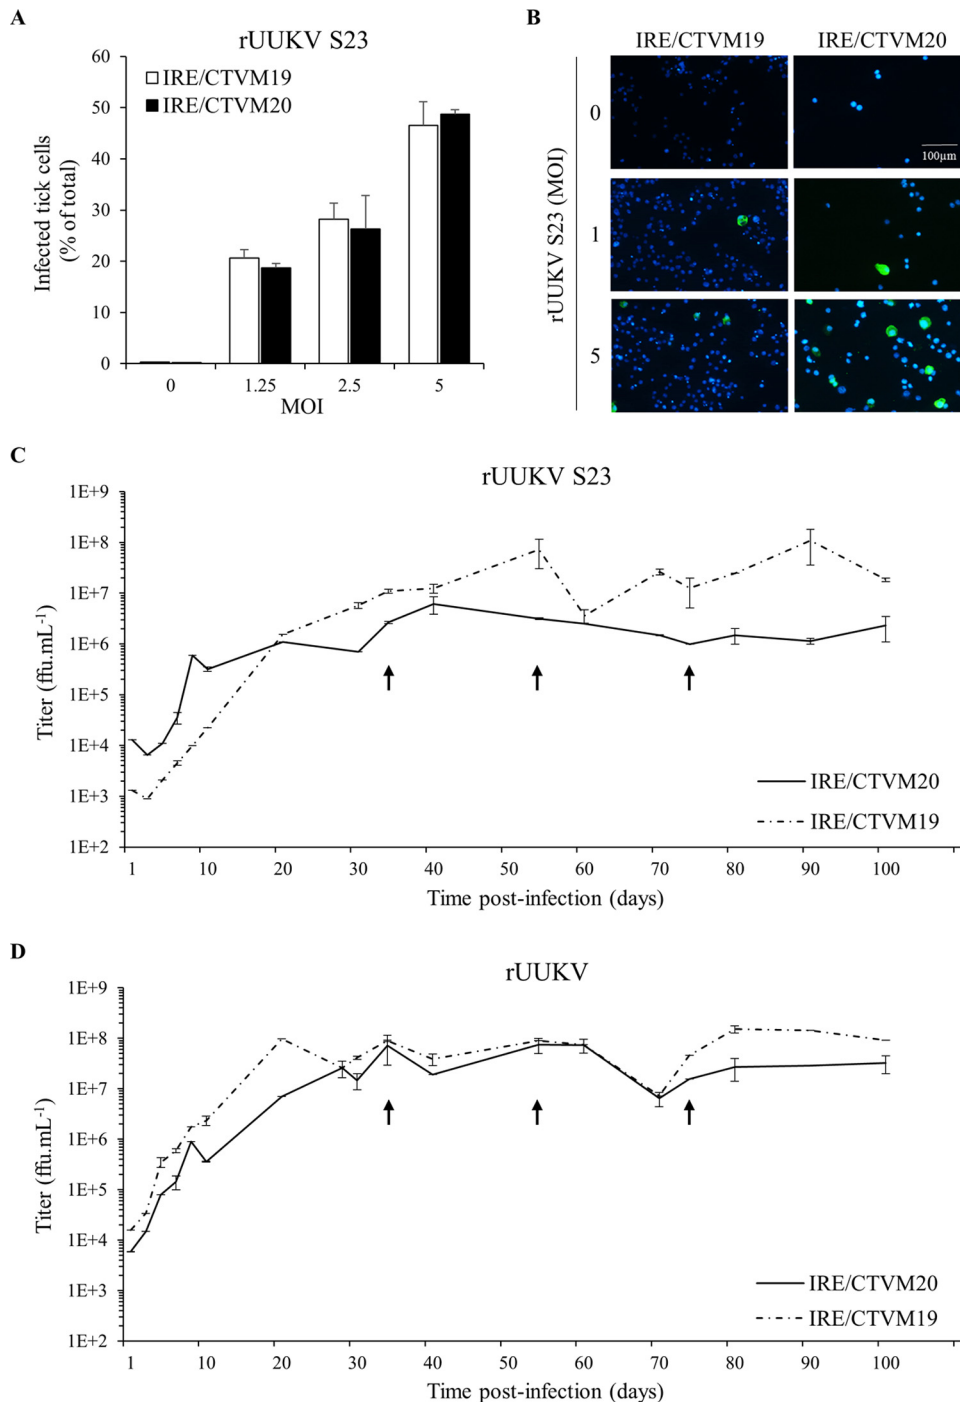 A
rUUKV S23
IRE/CTVM19
IRE/CTVM20
Infected tick cells
(% of total)
60
50
40
30
20
10
0
0 1.25 2.5 5
MOI
B
IRE/CTVM19 IRE/CTVM20
rUUKV S23 (MOI)
0
100µm
1
5
C
rUUKV S23
Titer (ffu.mL⁻¹)
1E+9
1E+8
1E+7
1E+6
1E+5
1E+4
1E+3
1E+2
IRE/CTVM20
IRE/CTVM19
1 10 20 30 40 50 60 70 80 90 100
Time post-infection (days)
D
rUUKV
Titer (ffu.mL⁻¹)
1E+9
1E+8
1E+7
1E+6
1E+5
1E+4
1E+3
1E+2
IRE/CTVM20
IRE/CTVM19
1 10 20 30 40 50 60 70 80 90 100
Time post-infection (days)